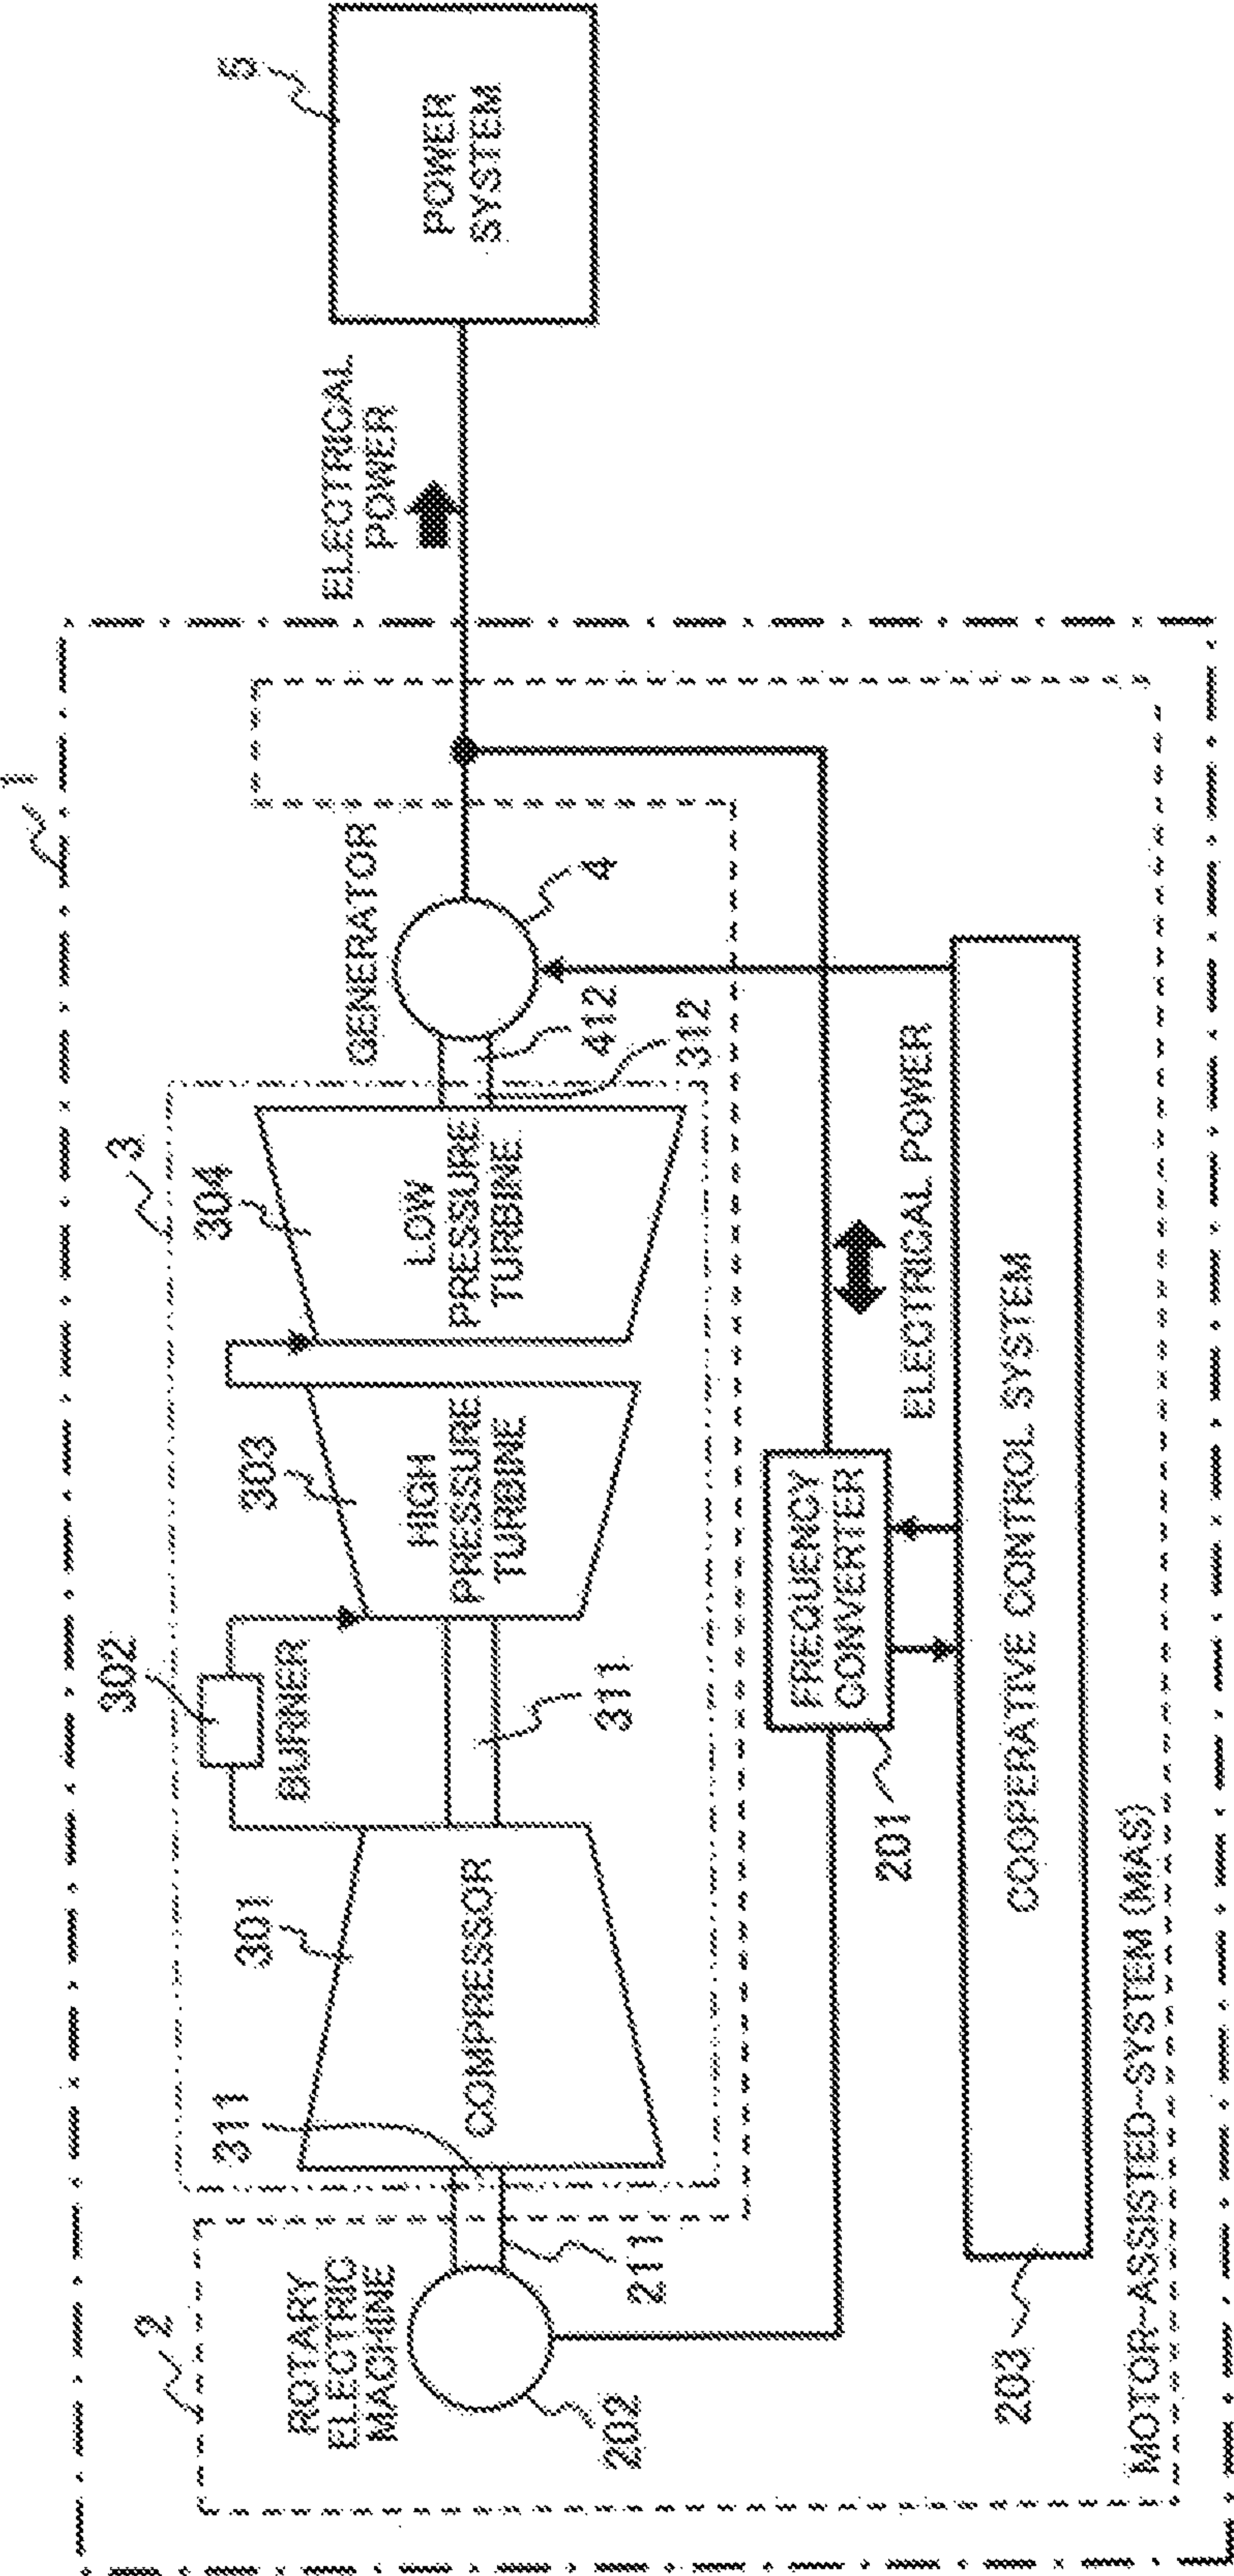 1
2
ROTARY
ELECTRIC
MACHINE
202
211
311
301
COMPRESSOR
302
BURNER
311
303
HIGH
PRESSURE
TURBINE
3
304
LOW
PRESSURE
TURBINE
312
412
GENERATOR
4
ELECTRICAL
POWER
5
POWER
SYSTEM
FREQUENCY
CONVERTER
201
ELECTRICAL POWER
COOPERATIVE CONTROL SYSTEM
203
MOTOR-ASSISTED-SYSTEM (MAS)